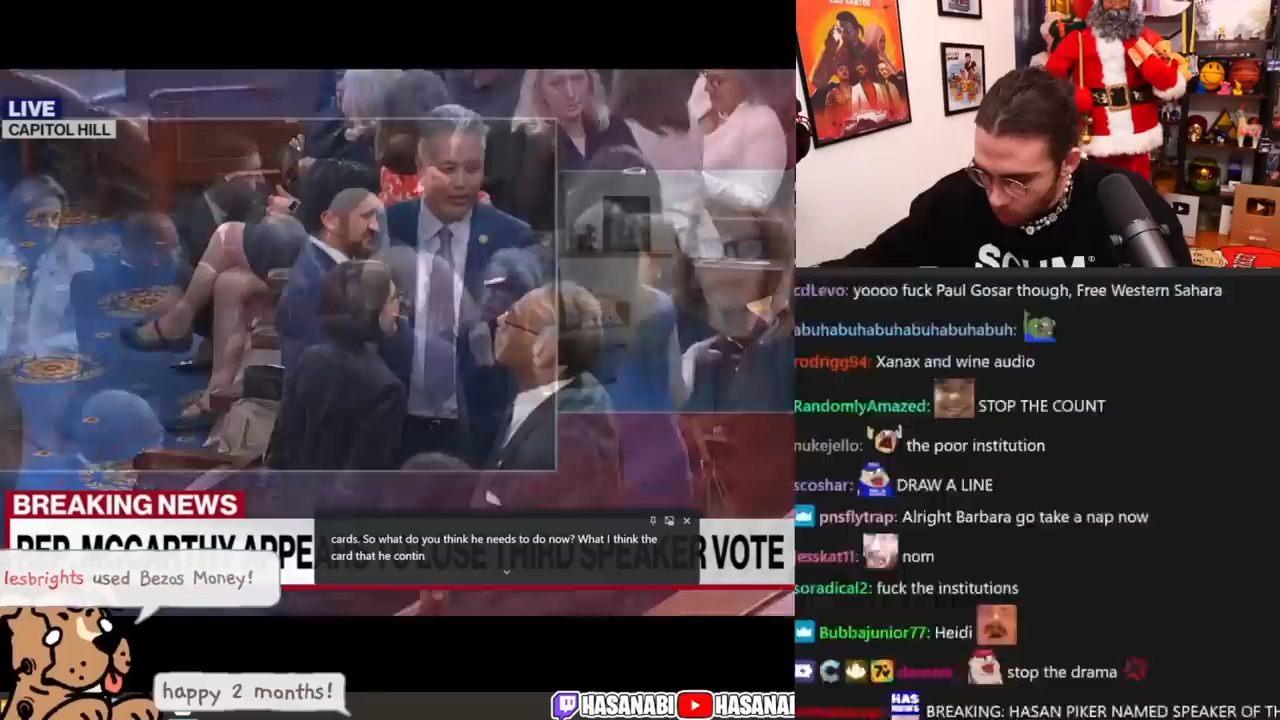 LIVE
CAPITOL HILL
BREAKING NEWS
REP. MCCARTHY APPEARS TO LOSE THIRD SPEAKER VOTE
cards. So what do you think he needs to do now? What I think the
card that he contin
lesbrights used Bezos Money!
happy 2 months!
HASANABI HASANAB
cdLevo: yoooo fuck Paul Gosar though, Free Western Sahara
abuhabuhabuhabuhabuhabuh:
rodrigg94: Xanax and wine audio
RandomlyAmazed: STOP THE COUNT
nukejello: the poor institution
scoshar: DRAW A LINE
pnsflytrap: Alright Barbara go take a nap now
esskat11: nom
soradical2: fuck the institutions
Bubbajunior77: Heidi
stop the drama
HAS
BREAKING: HASAN PIKER NAMED SPEAKER OF TH